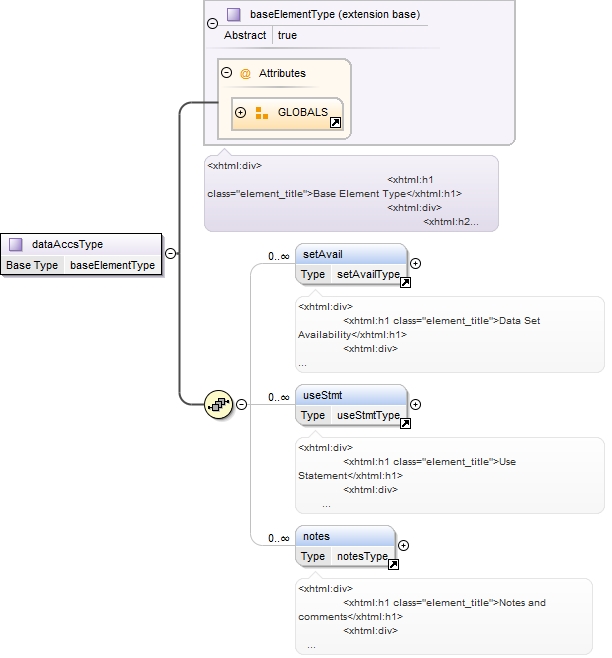 baseElementType (extension base)
Abstract true
@ Attributes
GLOBALS
<xhtml:div>
<xhtml:h1
class="element_title">Base Element Type</xhtml:h1>
<xhtml:div>
<xhtml:h2...
dataAccsType
Base Type baseElementType
0..∞ setAvail
Type setAvailType
<xhtml:div>
<xhtml:h1 class="element_title">Data Set
Availability</xhtml:h1>
<xhtml:div>
...
0..∞ useStmt
Type useStmtType
<xhtml:div>
<xhtml:h1 class="element_title">Use
Statement</xhtml:h1>
<xhtml:div>
...
0..∞ notes
Type notesType
<xhtml:div>
<xhtml:h1 class="element_title">Notes and
comments</xhtml:h1>
<xhtml:div>
...